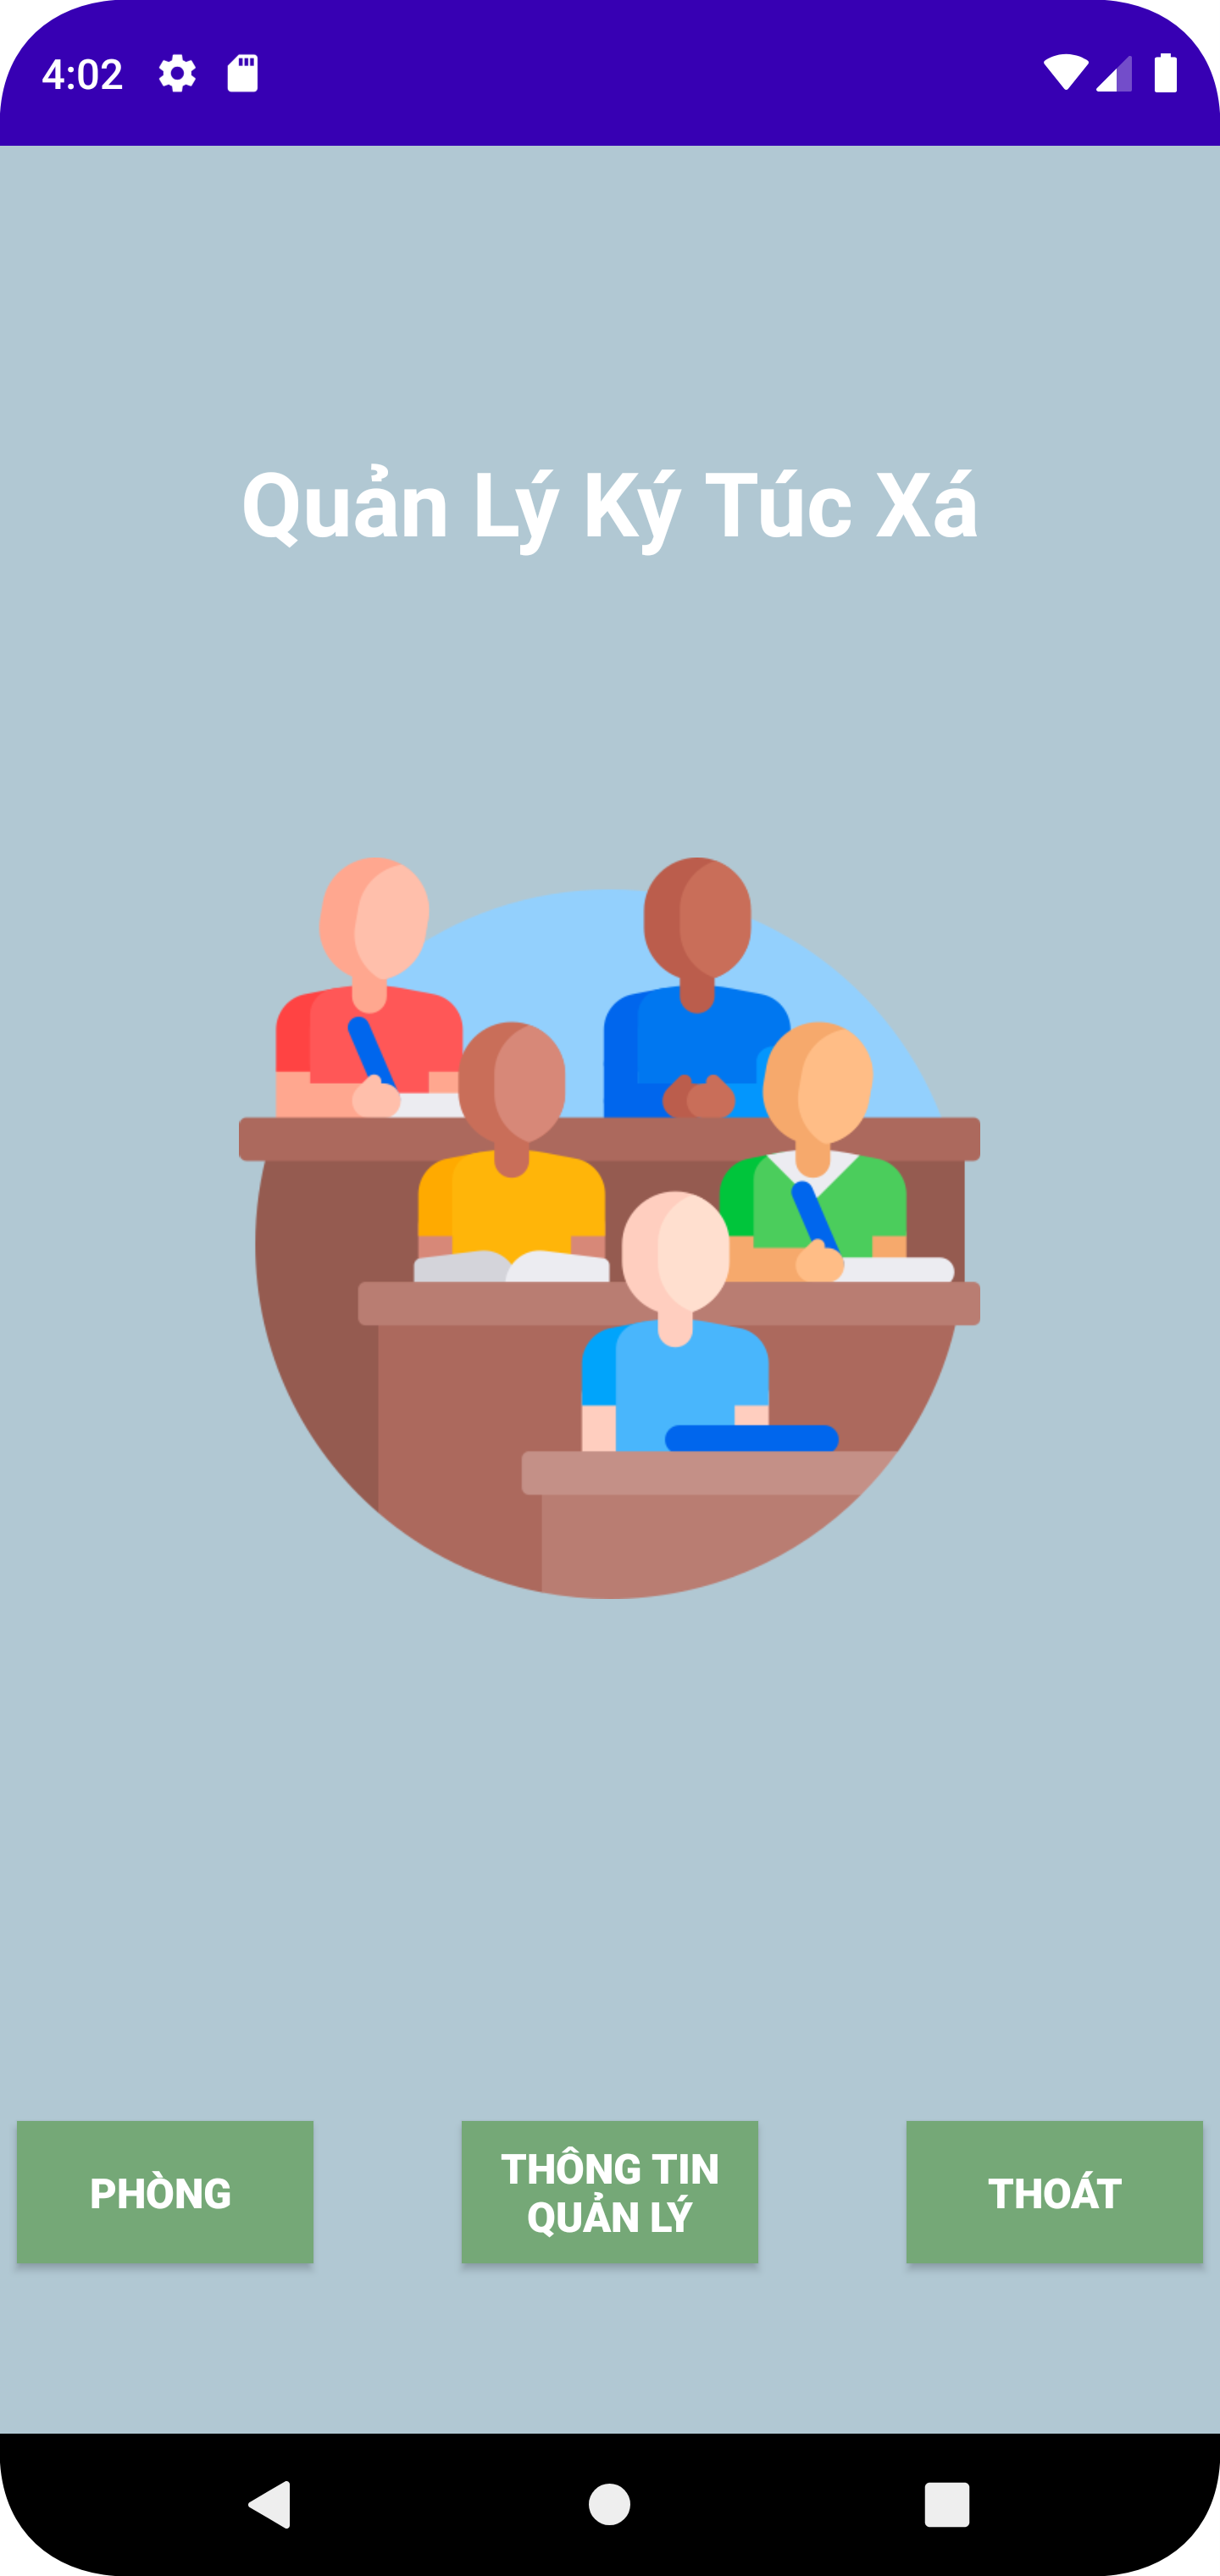 4:02
Quản Lý Ký Túc Xá
PHÒNG
THÔNG TIN
QUẢN LÝ
THOÁT